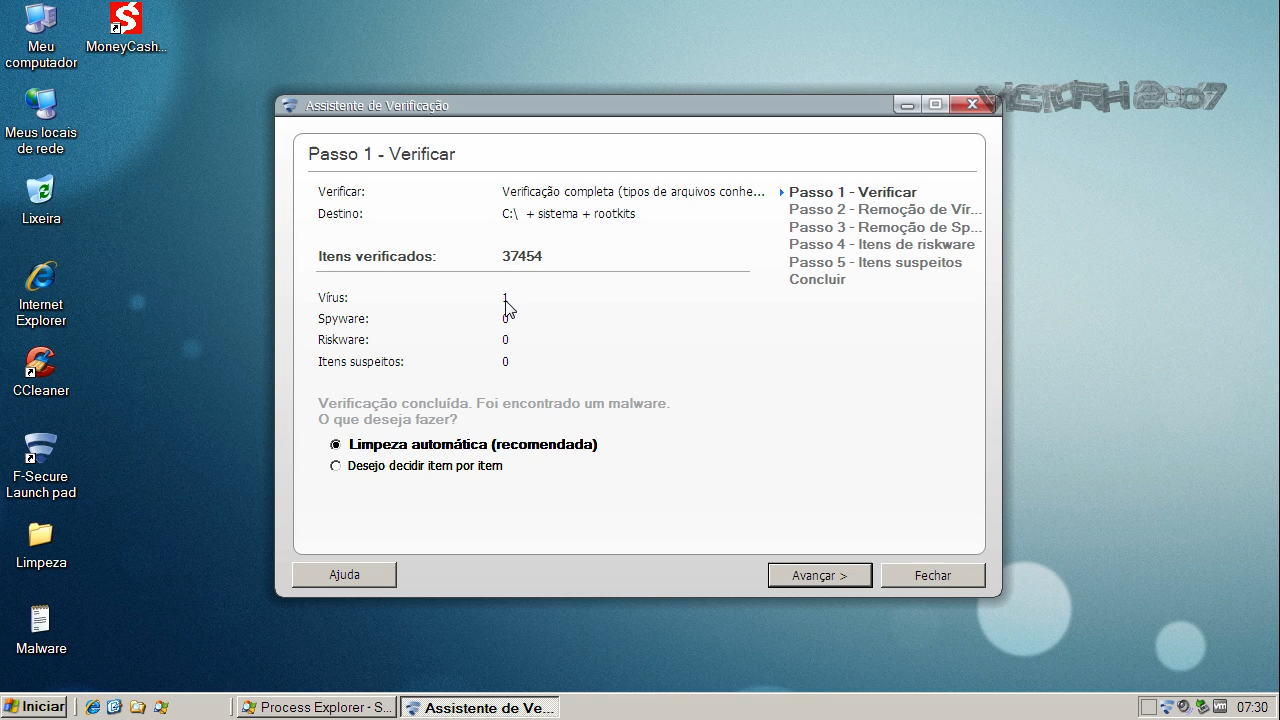 Meu
computador
MoneyCash...
Meus locais
de rede
Lixeira
Internet
Explorer
CCleaner
F-Secure
Launch pad
Limpeza
Malware
VICTORH 2007
Assistente de Verificação
Passo 1 - Verificar
Verificar: Verificação completa (tipos de arquivos conhe...
Destino: C:\ + sistema + rootkits
Itens verificados: 37454
Vírus: 1
Spyware: 0
Riskware: 0
Itens suspeitos: 0
Verificação concluída. Foi encontrado um malware.
O que deseja fazer?
Limpeza automática (recomendada)
Desejo decidir item por item
Passo 1 - Verificar
Passo 2 - Remoção de Vír...
Passo 3 - Remoção de Sp...
Passo 4 - Itens de riskware
Passo 5 - Itens suspeitos
Concluir
Ajuda
Avançar >
Fechar
Iniciar
Process Explorer - S...
Assistente de Ve...
07:30